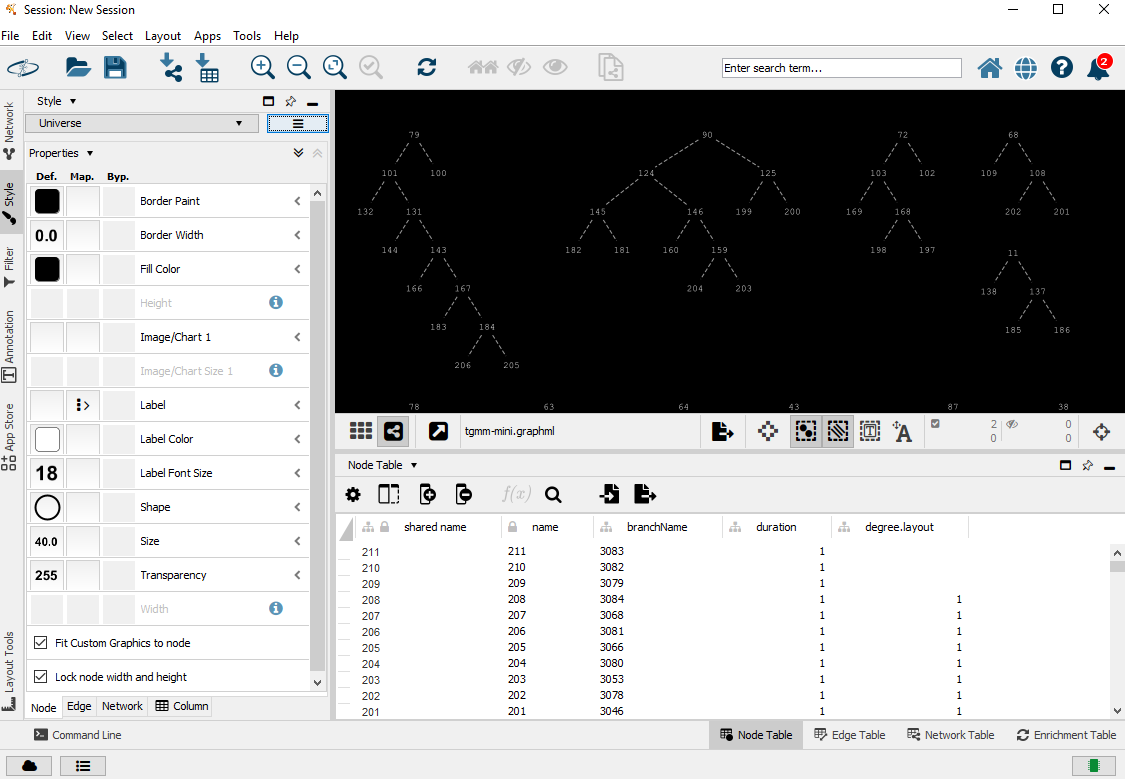 Session: New Session
File Edit View Select Layout Apps Tools Help
Enter search term...
2
Network
Style
Filter
Annotation
App Store
Layout Tools
Style
Universe
Properties
Def. Map. Byp.
Border Paint
0.0 Border Width
Fill Color
Height
Image/Chart 1
Image/Chart Size 1
Label
Label Color
18 Label Font Size
Shape
40.0 Size
255 Transparency
Width
Fit Custom Graphics to node
Lock node width and height
Node Edge Network Column
79 90 72 68
101 100 124 125 103 102 109 108
132 131 145 146 199 200 169 168 202 201
144 143 182 181 160 159 198 197 11
166 167 204 203 138 137
183 184 185 186
206 205
78 63 64 43 87 38
tgmm-mini.graphml
2 0
0 0
Node Table
f(x)
shared name name branchName duration degree.layout
211 211 3083 1
210 210 3082 1
209 209 3079 1
208 208 3084 1 1
207 207 3068 1 1
206 206 3081 1 1
205 205 3066 1 1
204 204 3080 1 1
203 203 3053 1 1
202 202 3078 1 1
201 201 3046 1 1
Command Line
Node Table Edge Table Network Table Enrichment Table